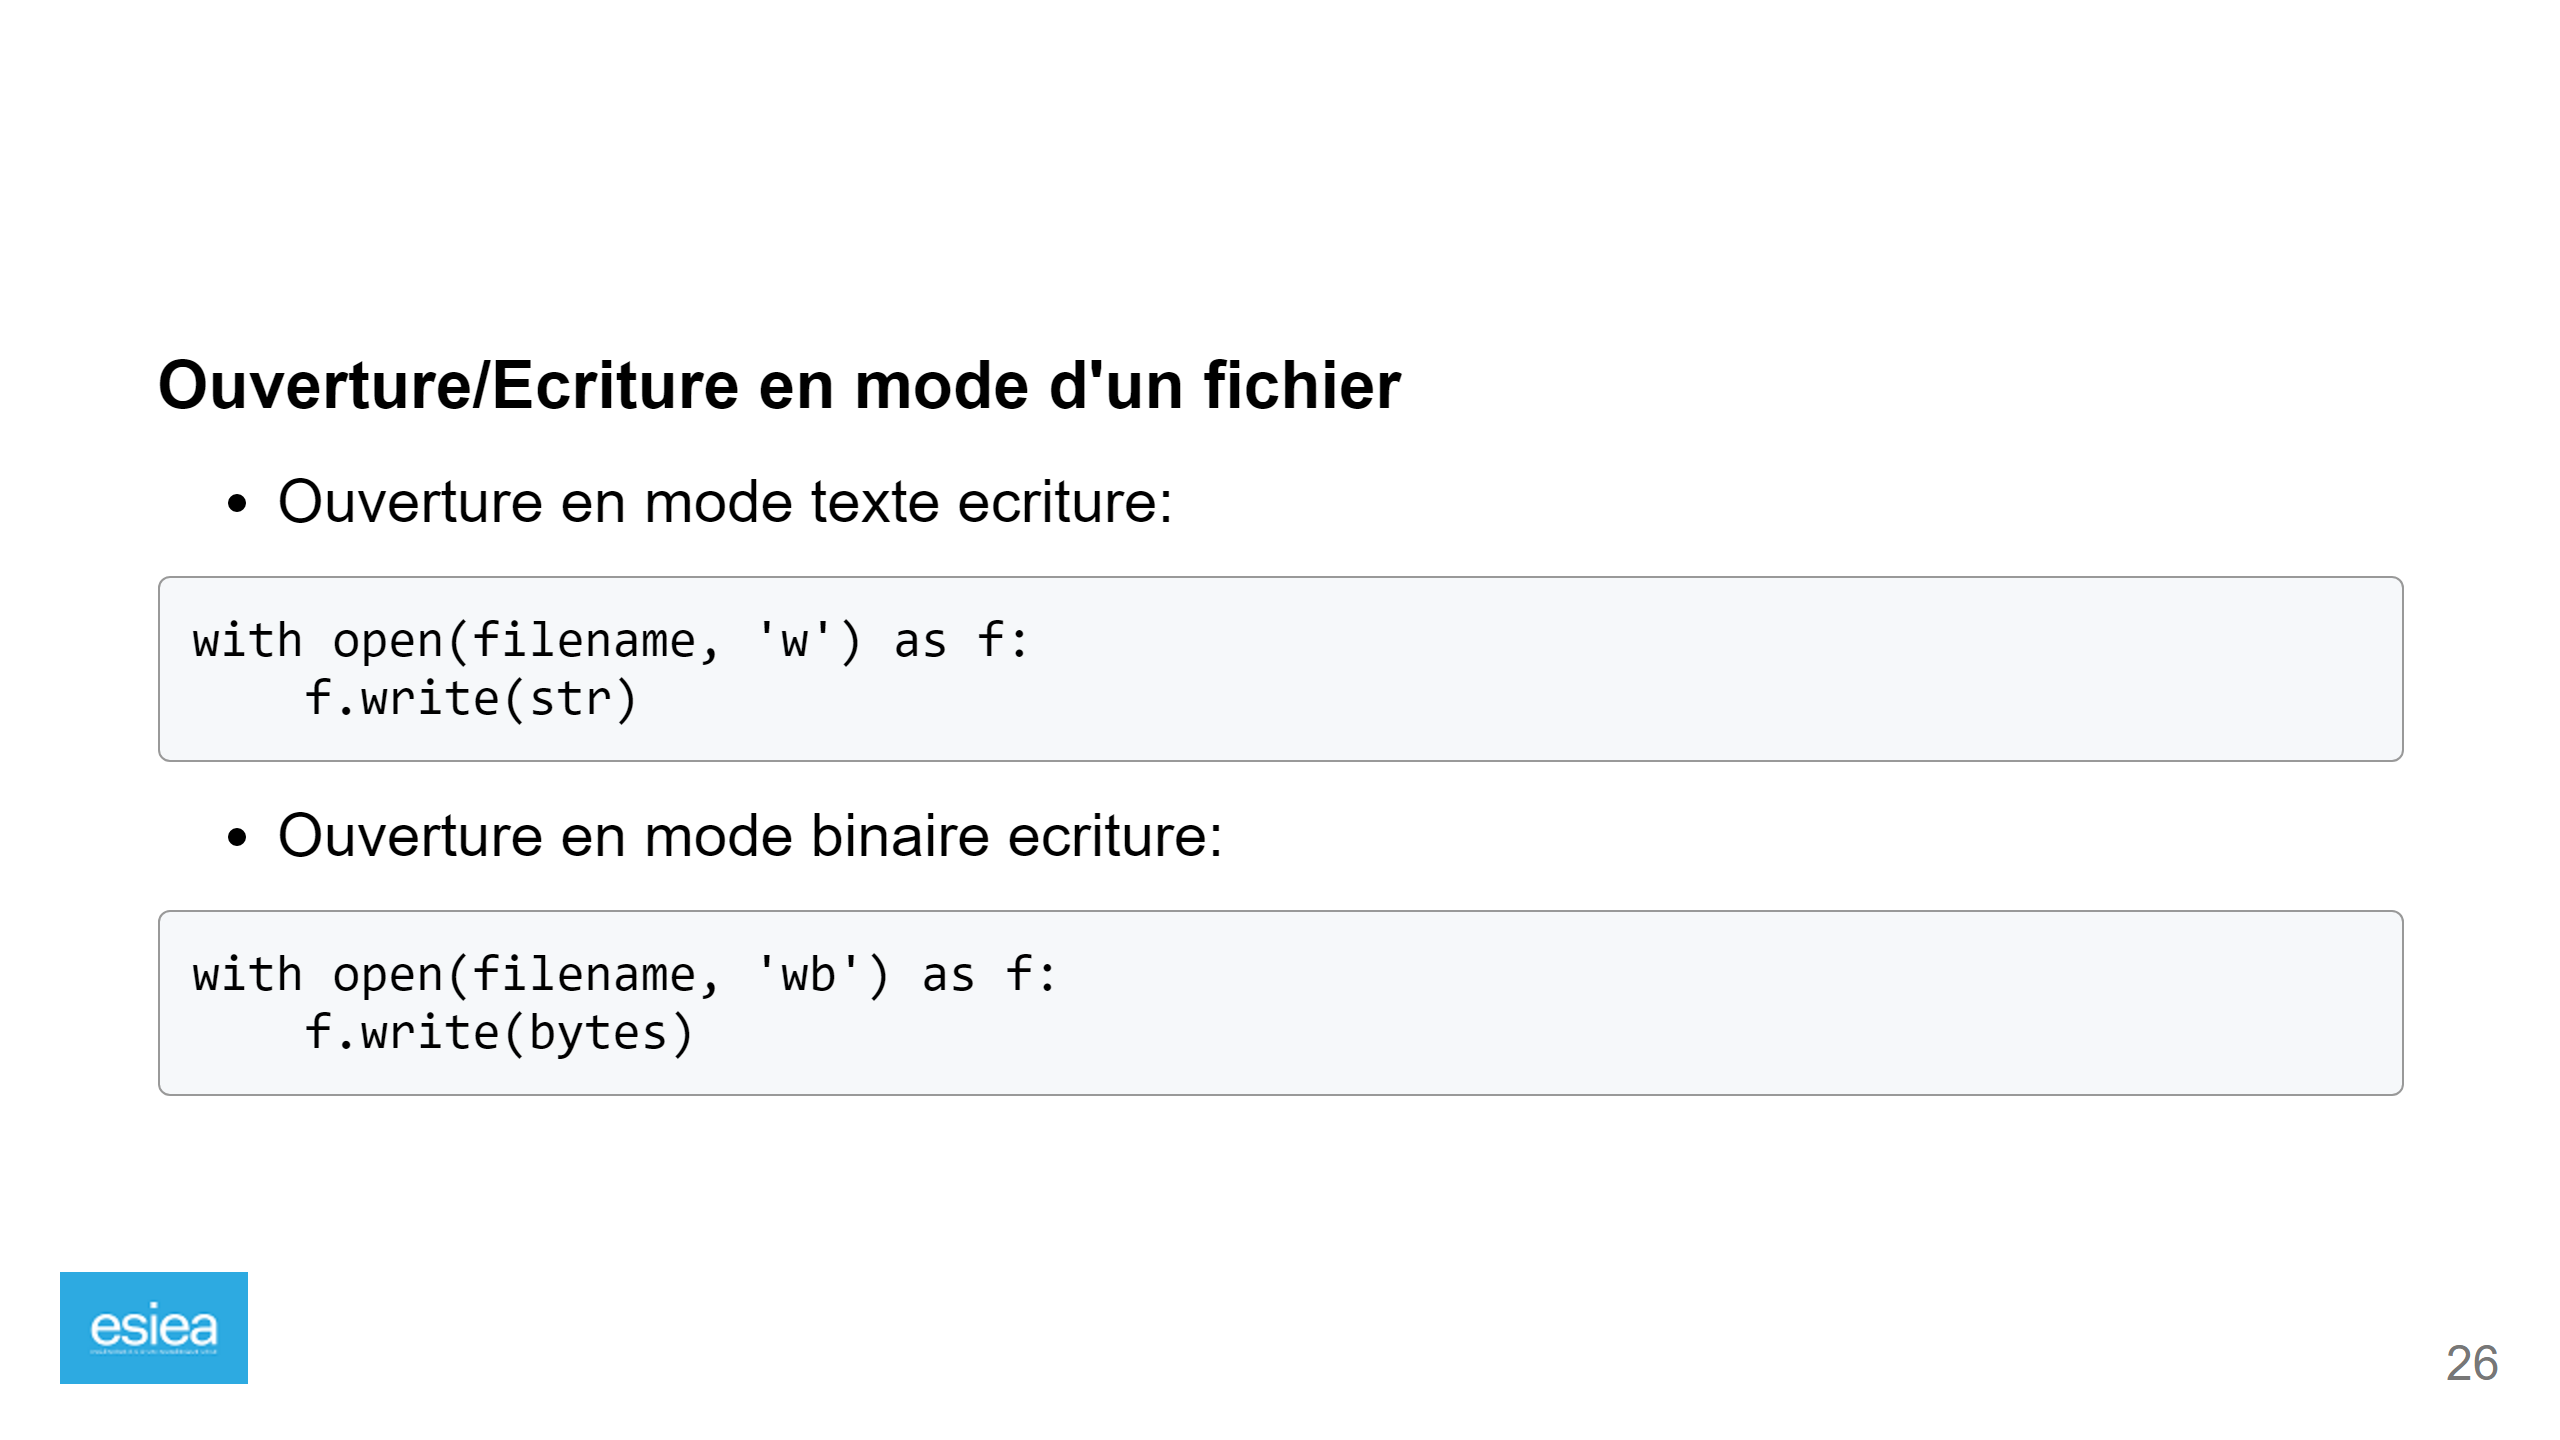 Ouverture/Ecriture en mode d'un fichier
• Ouverture en mode texte ecriture:
with open(filename, 'w') as f:
    f.write(str)
• Ouverture en mode binaire ecriture:
with open(filename, 'wb') as f:
    f.write(bytes)
esiea
26